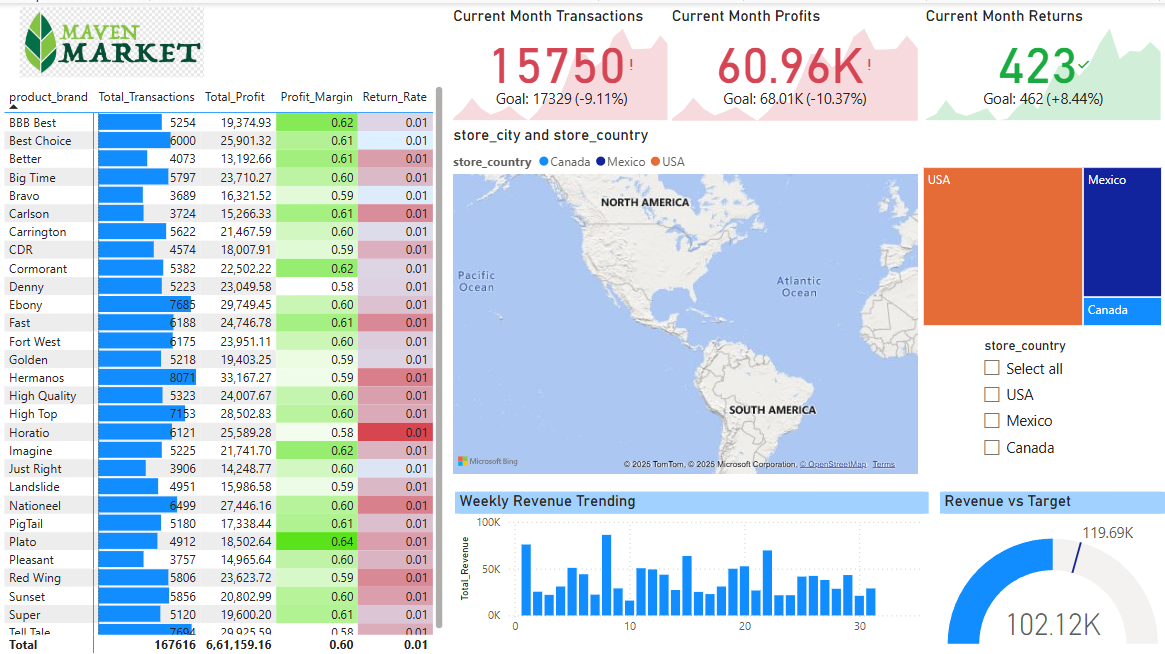 MAVEN
MARKET
product_brand Total_Transactions Total_Profit Profit_Margin Return_Rate
BBB Best 5254 19,374.93 0.62 0.01
Best Choice 6000 25,901.32 0.61 0.01
Better 4073 13,192.66 0.61 0.01
Big Time 5797 23,710.27 0.60 0.01
Bravo 3689 16,321.52 0.59 0.01
Carlson 3724 15,266.33 0.61 0.01
Carrington 5622 21,467.59 0.60 0.01
CDR 4574 18,007.91 0.59 0.01
Cormorant 5382 22,502.22 0.62 0.01
Denny 5223 23,049.58 0.58 0.01
Ebony 7685 29,749.45 0.60 0.01
Fast 6188 24,746.78 0.61 0.01
Fort West 6175 23,951.11 0.60 0.01
Golden 5218 19,403.25 0.59 0.01
Hermanos 8071 33,167.27 0.59 0.01
High Quality 5323 24,007.67 0.60 0.01
High Top 7153 28,502.83 0.60 0.01
Horatio 6121 25,589.28 0.58 0.01
Imagine 5225 21,741.70 0.62 0.01
Just Right 3906 14,248.77 0.60 0.01
Landslide 4951 15,986.58 0.59 0.01
Nationeel 6499 27,446.16 0.60 0.01
PigTail 5180 17,338.44 0.61 0.01
Plato 4912 18,502.64 0.64 0.01
Pleasant 3757 14,965.64 0.60 0.01
Red Wing 5806 23,623.72 0.59 0.01
Sunset 5856 20,802.99 0.60 0.01
Super 5120 19,600.20 0.61 0.01
Tell Tale 7694 29,925.59 0.58 0.01
Total 167616 6,61,159.16 0.60 0.01
Current Month Transactions
15750!
Goal: 17329 (-9.11%)
Current Month Profits
60.96K!
Goal: 68.01K (-10.37%)
Current Month Returns
423
Goal: 462 (+8.44%)
store_city and store_country
store_country Canada Mexico USA
NORTH AMERICA
Pacific
Ocean
Atlantic
Ocean
SOUTH AMERICA
Microsoft Bing
© 2025 TomTom, © 2025 Microsoft Corporation, © OpenStreetMap Terms
USA
Mexico
Canada
store_country
Select all
USA
Mexico
Canada
Weekly Revenue Trending
Total_Revenue
100K
50K
0K
0 10 20 30
Revenue vs Target
119.69K
102.12K